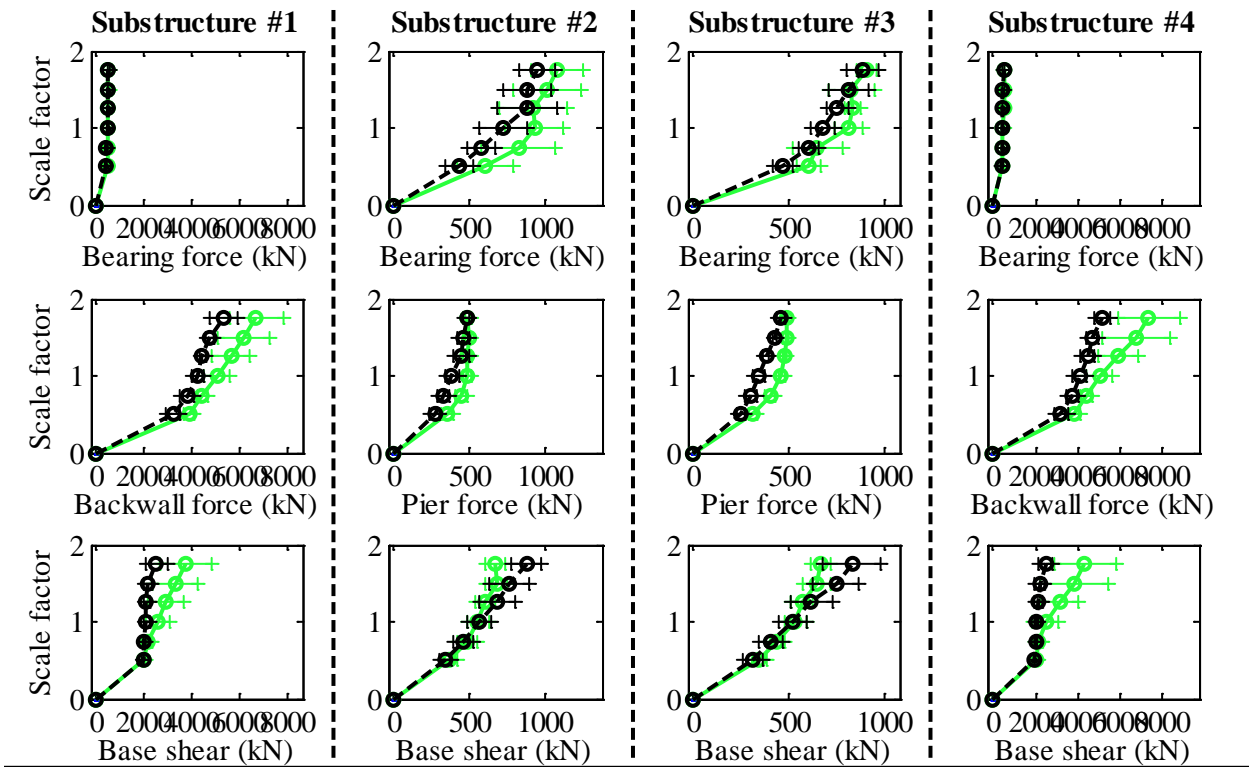 Substructure #1 Substructure #2 Substructure #3 Substructure #4
Scale factor
2
1
0
0 2000 4000 6000 8000
Bearing force (kN)
2
1
0
0 500 1000
Bearing force (kN)
2
1
0
0 500 1000
Bearing force (kN)
2
1
0
0 2000 4000 6000 8000
Bearing force (kN)
Scale factor
2
1
0
0 2000 4000 6000 8000
Backwall force (kN)
2
1
0
0 500 1000
Pier force (kN)
2
1
0
0 500 1000
Pier force (kN)
2
1
0
0 2000 4000 6000 8000
Backwall force (kN)
Scale factor
2
1
0
0 2000 4000 6000 8000
Base shear (kN)
2
1
0
0 500 1000
Base shear (kN)
2
1
0
0 500 1000
Base shear (kN)
2
1
0
0 2000 4000 6000 8000
Base shear (kN)